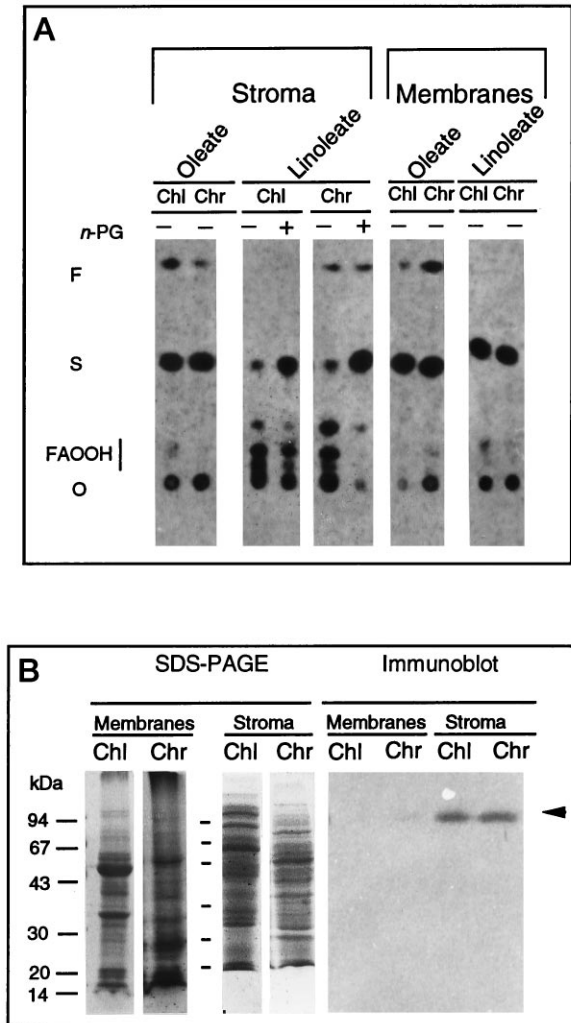 A
Stroma Membranes
Oleate Linoleate Oleate Linoleate
Chl Chr Chl Chr Chl Chr Chl Chr
n-PG − − − + − + − − − −
F
S
FAOOH
O
B
SDS-PAGE Immunoblot
Membranes Stroma Membranes Stroma
Chl Chr Chl Chr Chl Chr Chl Chr
kDa
94
67
43
30
20
14